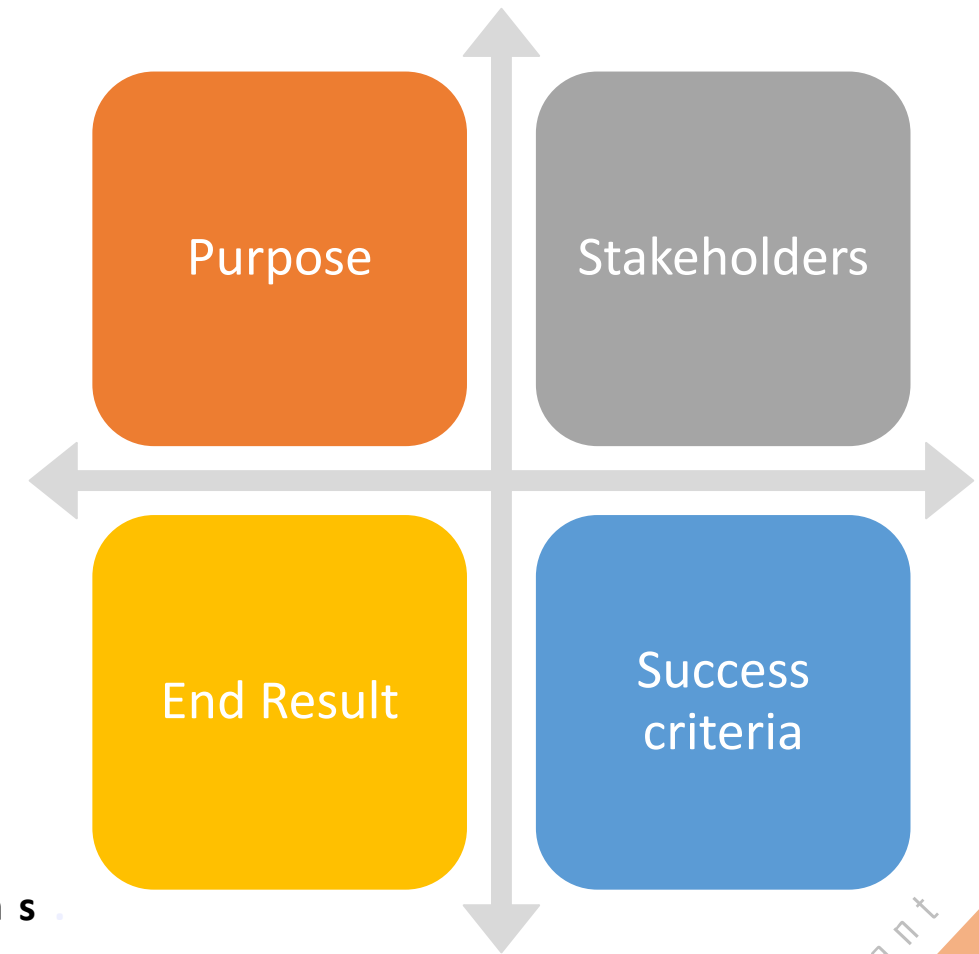 Purpose
Stakeholders
End Result
Success
criteria
s .